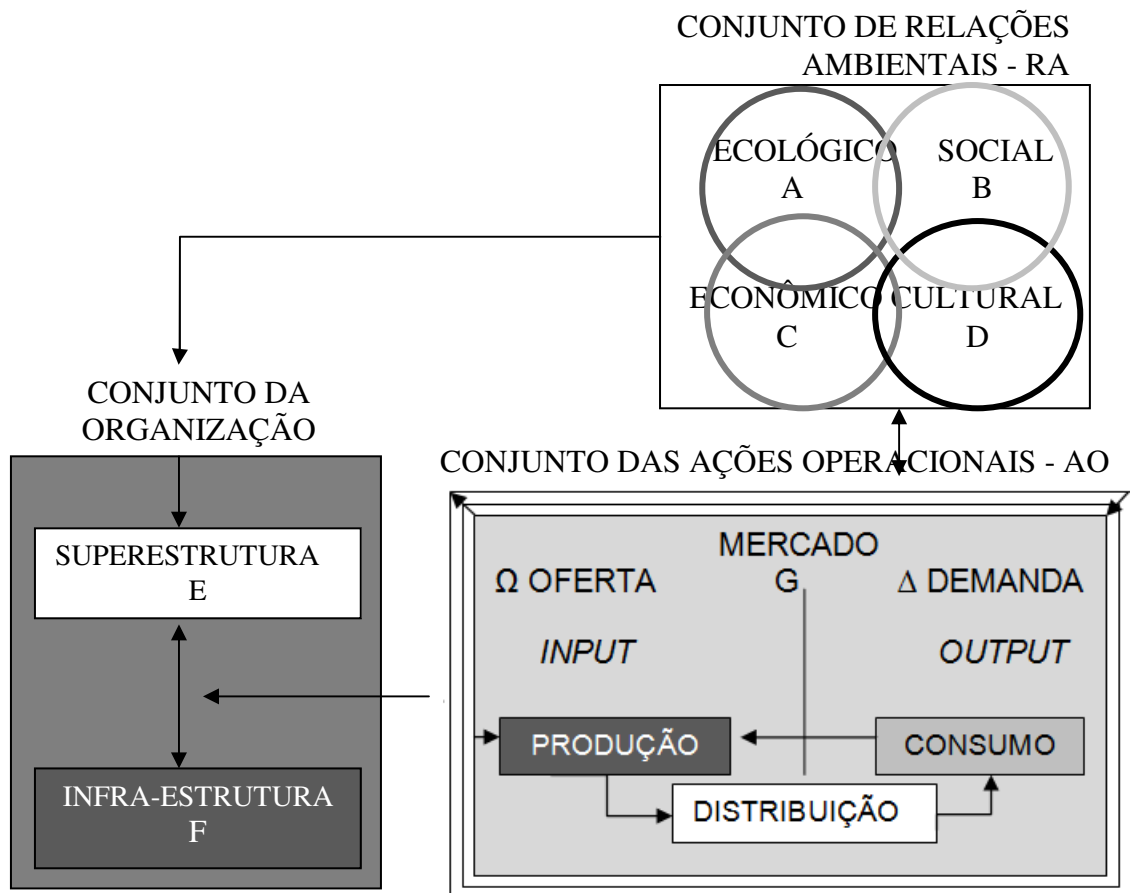 CONJUNTO DE RELAÇÕES
AMBIENTAIS - RA
ECOLÓGICO SOCIAL
A B
ECONÔMICO CULTURAL
C D
CONJUNTO DA
ORGANIZAÇÃO
SUPERESTRUTURA
E
INFRA-ESTRUTURA
F
CONJUNTO DAS AÇÕES OPERACIONAIS - AO
MERCADO
Ω OFERTA G Δ DEMANDA
INPUT OUTPUT
PRODUÇÃO CONSUMO
DISTRIBUIÇÃO